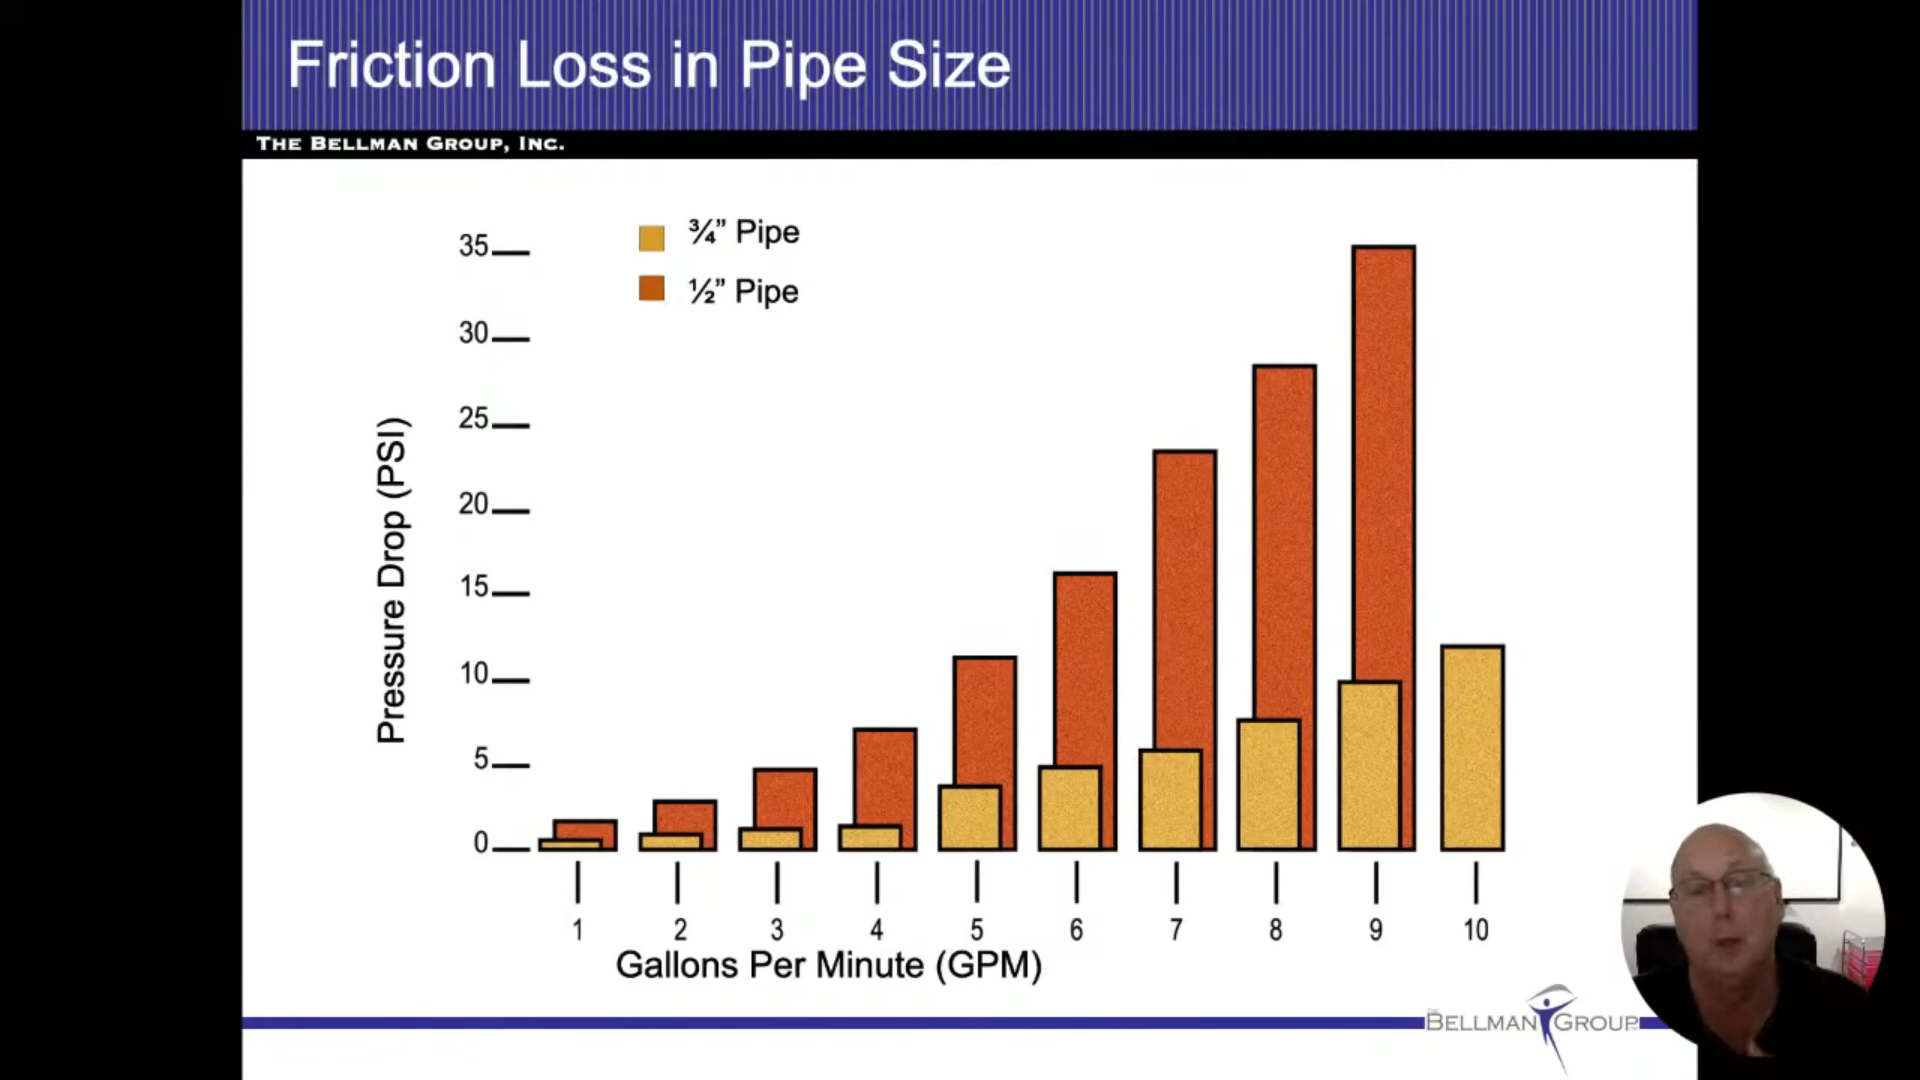 Friction Loss in Pipe Size
THE BELLMAN GROUP, INC.
¾” Pipe
½” Pipe
35
30
25
20
15
10
5
0
Pressure Drop (PSI)
1 2 3 4 5 6 7 8 9 10
Gallons Per Minute (GPM)
THE BELLMAN GROUP